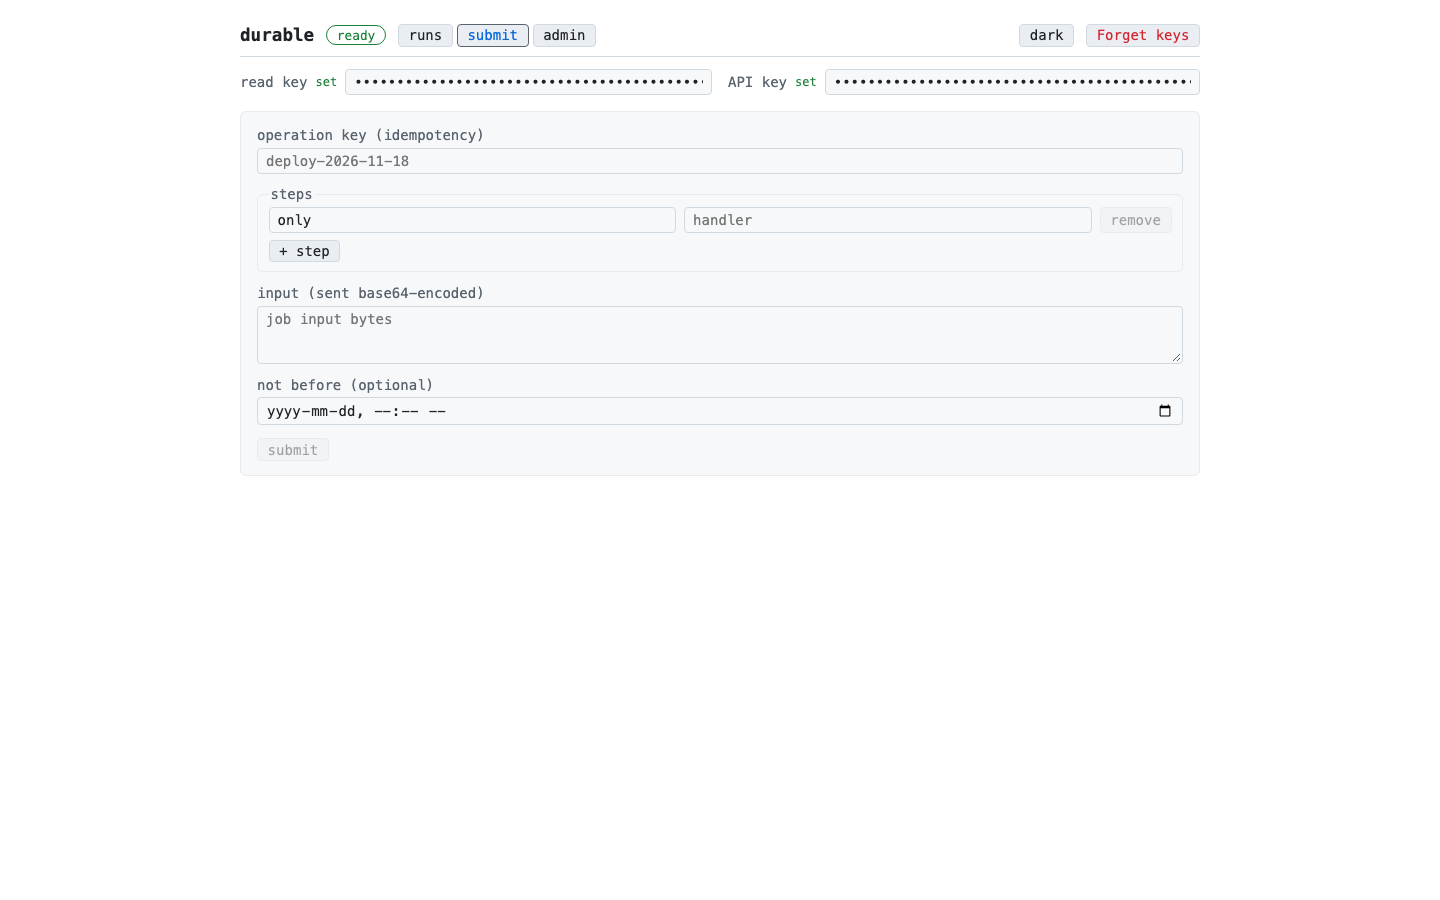 durable ready runs submit admin dark Forget keys
read key set •••••••••••••••••••••••••••••••••••••••••• API key set •••••••••••••••••••••••••••••••••••••••••••
operation key (idempotency)
deploy-2026-11-18
steps
only handler remove
+ step
input (sent base64-encoded)
job input bytes
not before (optional)
yyyy-mm-dd, --:-- --
submit